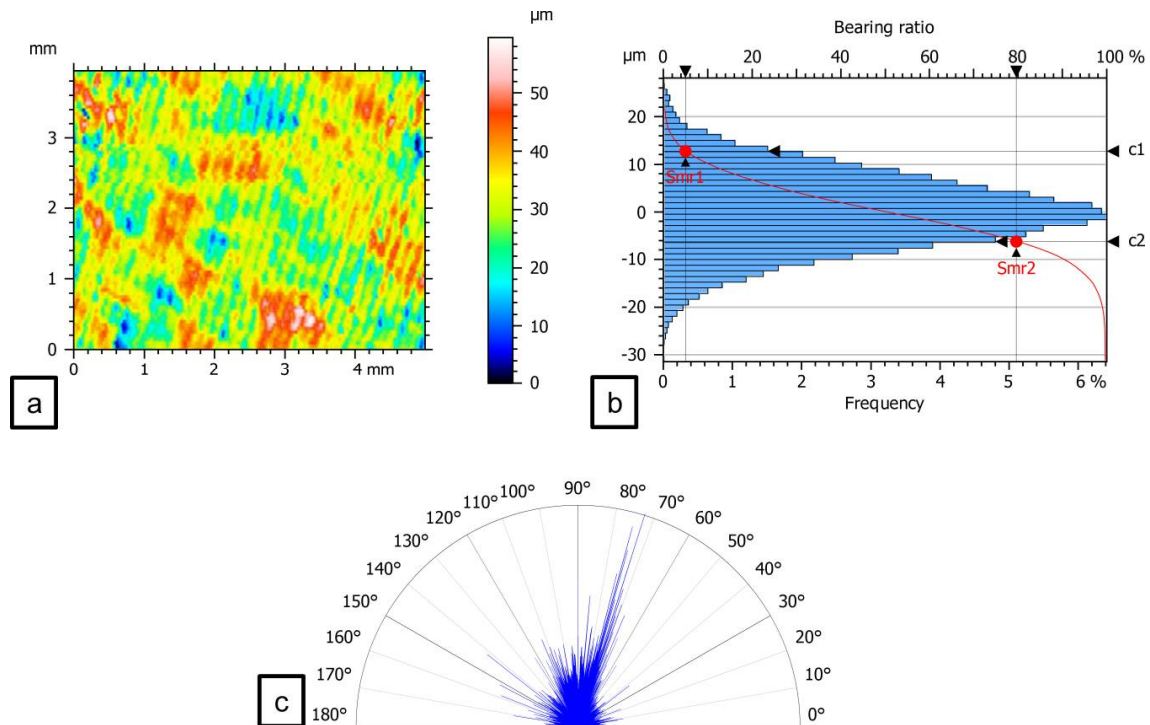 mm
µm
50
40
30
20
10
0
3
2
1
0
0 1 2 3 4 mm
a
Bearing ratio
µm 0 20 40 60 80 100 %
20
10
0
-10
-20
-30
c1
c2
Smr1
Smr2
0 1 2 3 4 5 6 %
Frequency
b
90°
100° 80°
110° 70°
120° 60°
130° 50°
140° 40°
150° 30°
160° 20°
170° 10°
180° 0°
c